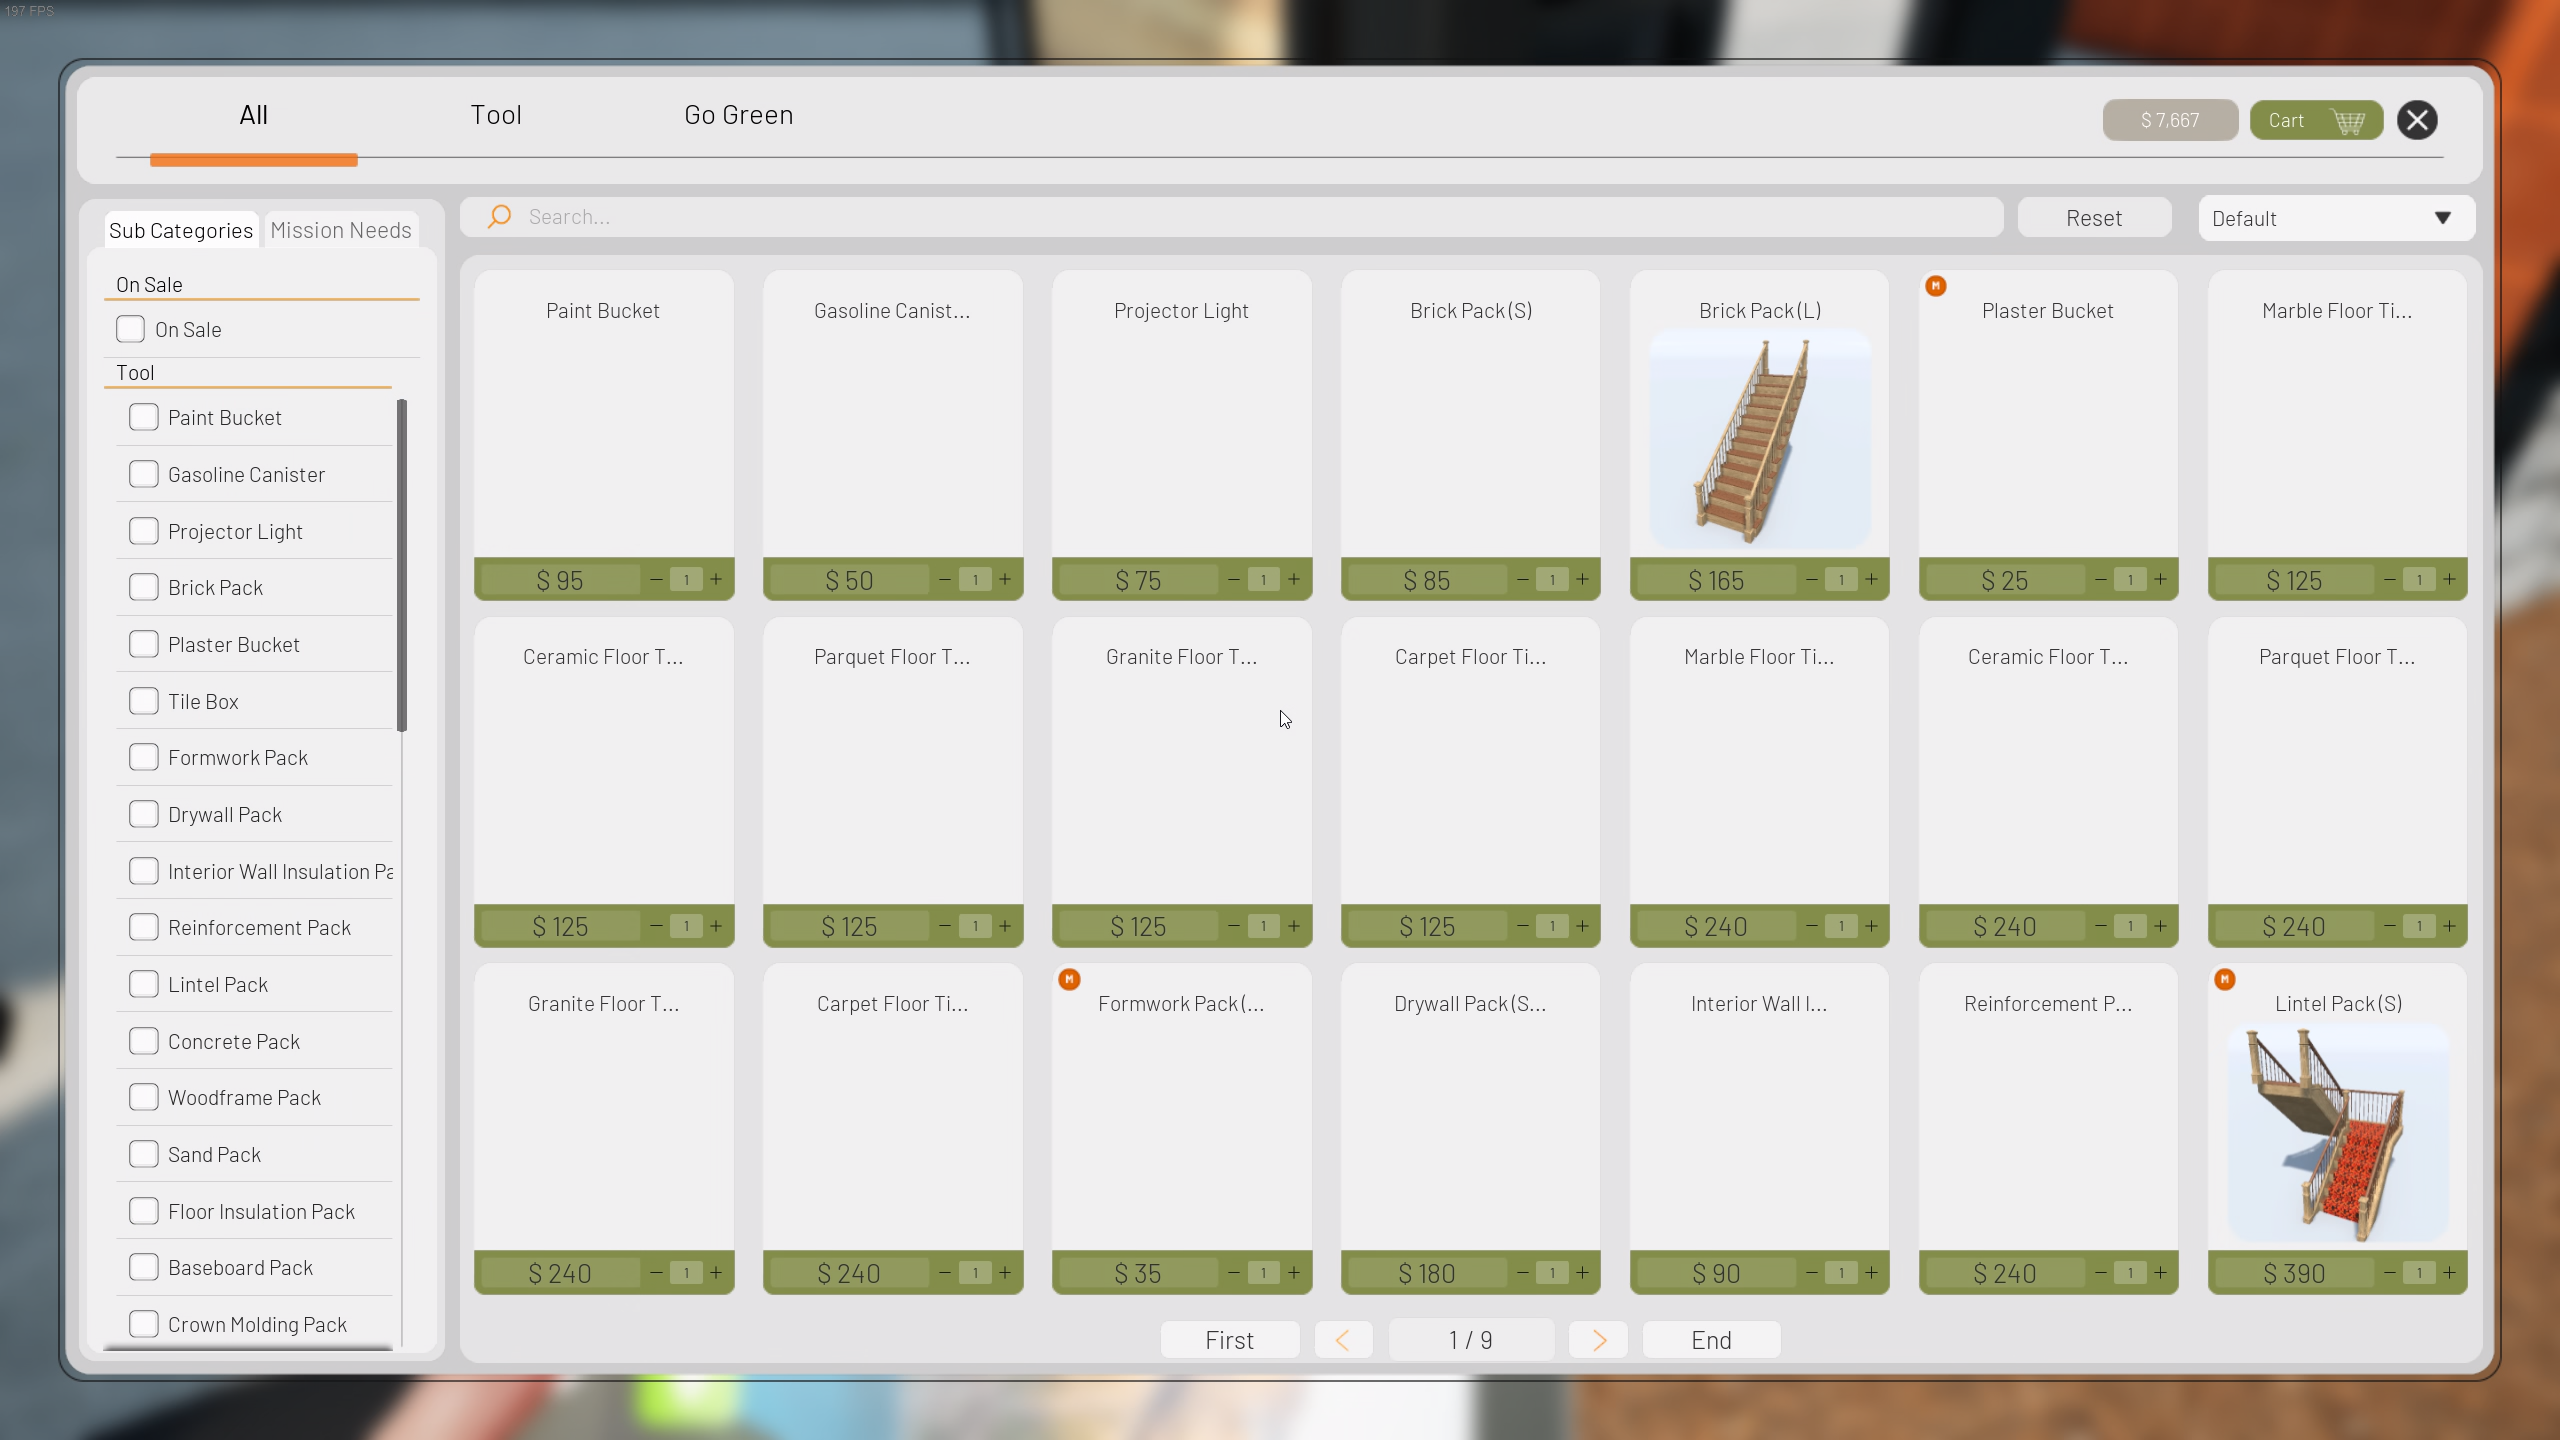 197 FPS
All
Tool
Go Green
$ 7,667
Cart
Sub Categories
Mission Needs
Search...
Reset
Default
On Sale
On Sale
Tool
Paint Bucket
Gasoline Canister
Projector Light
Brick Pack
Plaster Bucket
Tile Box
Formwork Pack
Drywall Pack
Interior Wall Insulation Pa
Reinforcement Pack
Lintel Pack
Concrete Pack
Woodframe Pack
Sand Pack
Floor Insulation Pack
Baseboard Pack
Crown Molding Pack
Paint Bucket
Gasoline Canist...
Projector Light
Brick Pack (S)
Brick Pack (L)
M
Plaster Bucket
Marble Floor Ti...
$ 95 − 1 +
$ 50 − 1 +
$ 75 − 1 +
$ 85 − 1 +
$ 165 − 1 +
$ 25 − 1 +
$ 125 − 1 +
Ceramic Floor T...
Parquet Floor T...
Granite Floor T...
Carpet Floor Ti...
Marble Floor Ti...
Ceramic Floor T...
Parquet Floor T...
$ 125 − 1 +
$ 125 − 1 +
$ 125 − 1 +
$ 125 − 1 +
$ 240 − 1 +
$ 240 − 1 +
$ 240 − 1 +
Granite Floor T...
Carpet Floor Ti...
M
Formwork Pack (...
Drywall Pack (S...
Interior Wall I...
Reinforcement P...
M
Lintel Pack (S)
$ 240 − 1 +
$ 240 − 1 +
$ 35 − 1 +
$ 180 − 1 +
$ 90 − 1 +
$ 240 − 1 +
$ 390 − 1 +
First
<
1 / 9
>
End